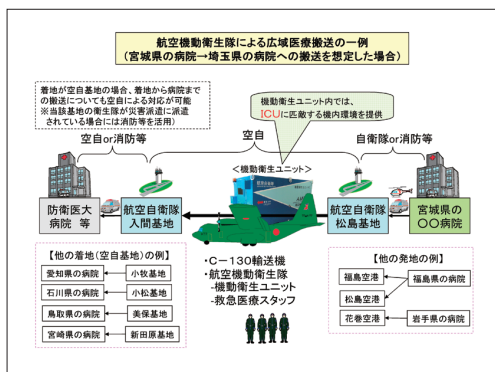 航空機動衛生隊による広域医療搬送の一例
(宮城県の病院→埼玉県の病院への搬送を想定した場合)
着地が空自基地の場合、着地から病院まで
の搬送についても空自による対応が可能
※当該基地の衛生隊が災害派遣に派遣
されている場合には消防等を活用)
機動衛生ユニット内では、
ICUに匹敵する機内環境を提供
空自or消防等
空自
自衛隊or消防等
<機動衛生ユニット>
防衛医大
病院 等
航空自衛隊
入間基地
航空自衛隊
松島基地
宮城県の
〇〇病院
【他の着地(空自基地)の例】
愛知県の病院
小牧基地
石川県の病院
小松基地
鳥取県の病院
美保基地
宮崎県の病院
新田原基地
・C-130輸送機
・航空機動衛生隊
-機動衛生ユニット
-救急医療スタッフ
【他の発地の例】
福島空港
福島県の病院
松島空港
花巻空港
岩手県の病院